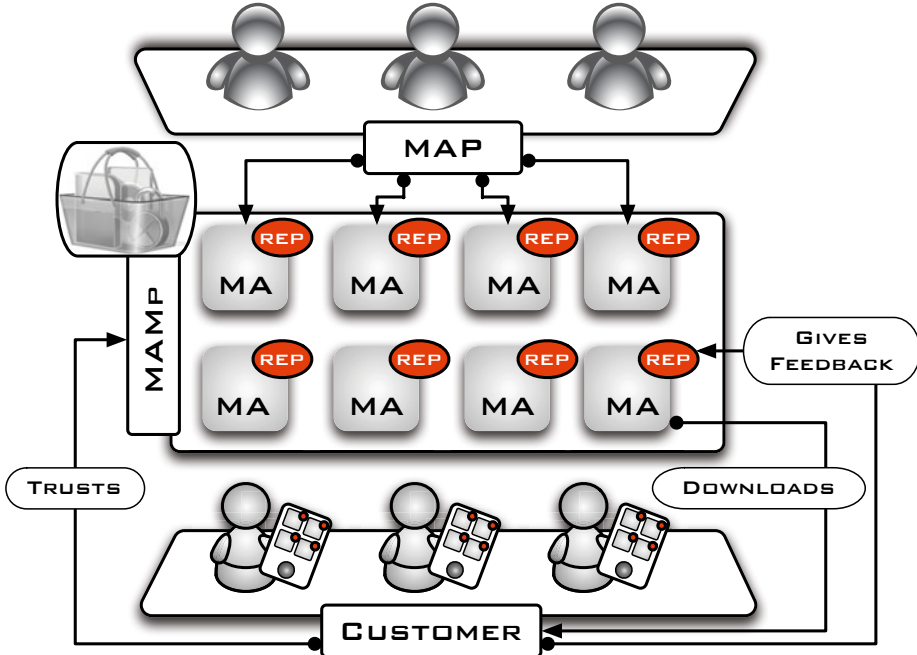 MAP
REP
REP
REP
REP
MA
MA
MA
MA
MAMP
REP
REP
REP
REP
MA
MA
MA
MA
GIVES
FEEDBACK
TRUSTS
DOWNLOADS
CUSTOMER